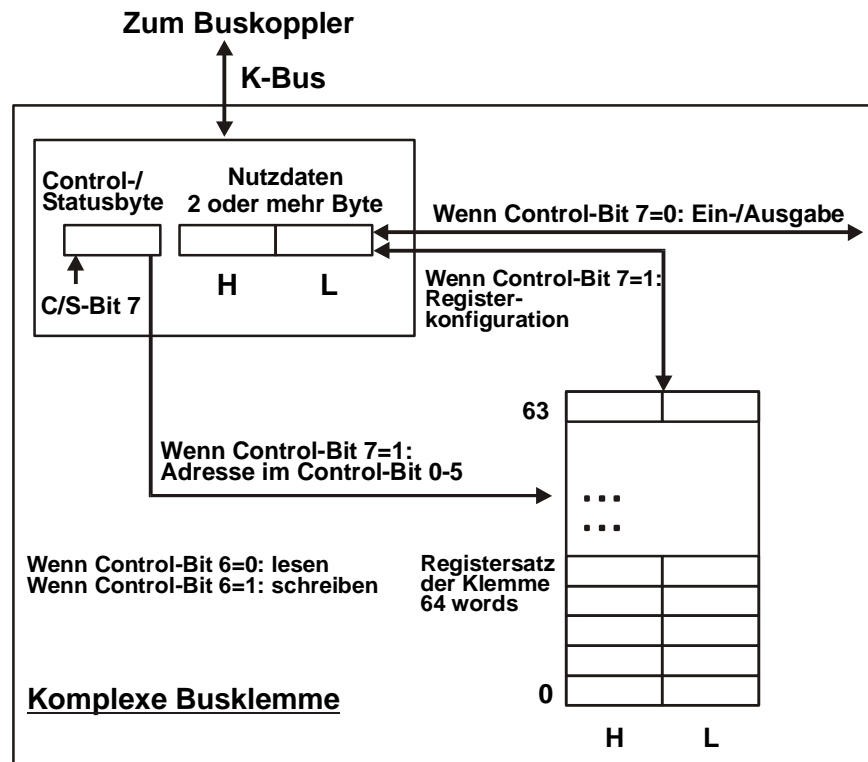 Zum Buskoppler
K-Bus
Control-/
Statusbyte
Nutzdaten
2 oder mehr Byte
Wenn Control-Bit 7=0: Ein-/Ausgabe
H
L
C/S-Bit 7
Wenn Control-Bit 7=1:
Register-
konfiguration
63
Wenn Control-Bit 7=1:
Adresse im Control-Bit 0-5
...
...
Wenn Control-Bit 6=0: lesen
Wenn Control-Bit 6=1: schreiben
Registersatz
der Klemme
64 words
Komplexe Busklemme
0
H
L